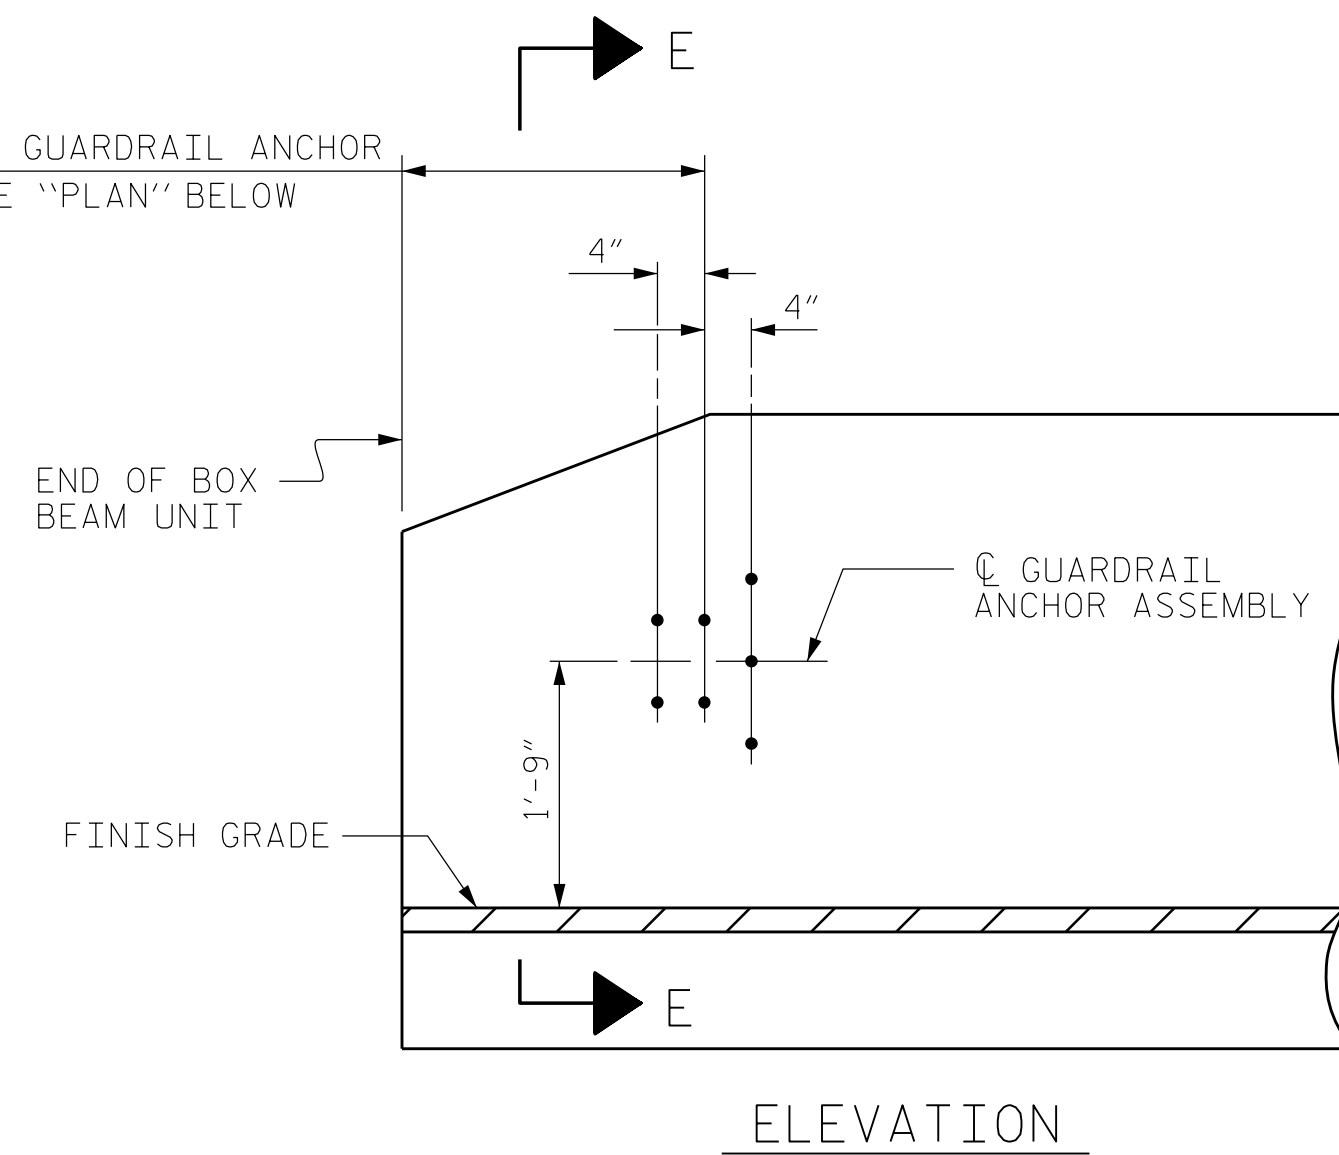 E
GUARDRAIL ANCHOR
“PLAN” BELOW
4"
4"
END OF BOX
BEAM UNIT
℄ GUARDRAIL
ANCHOR ASSEMBLY
1'-9"
FINISH GRADE
E
ELEVATION